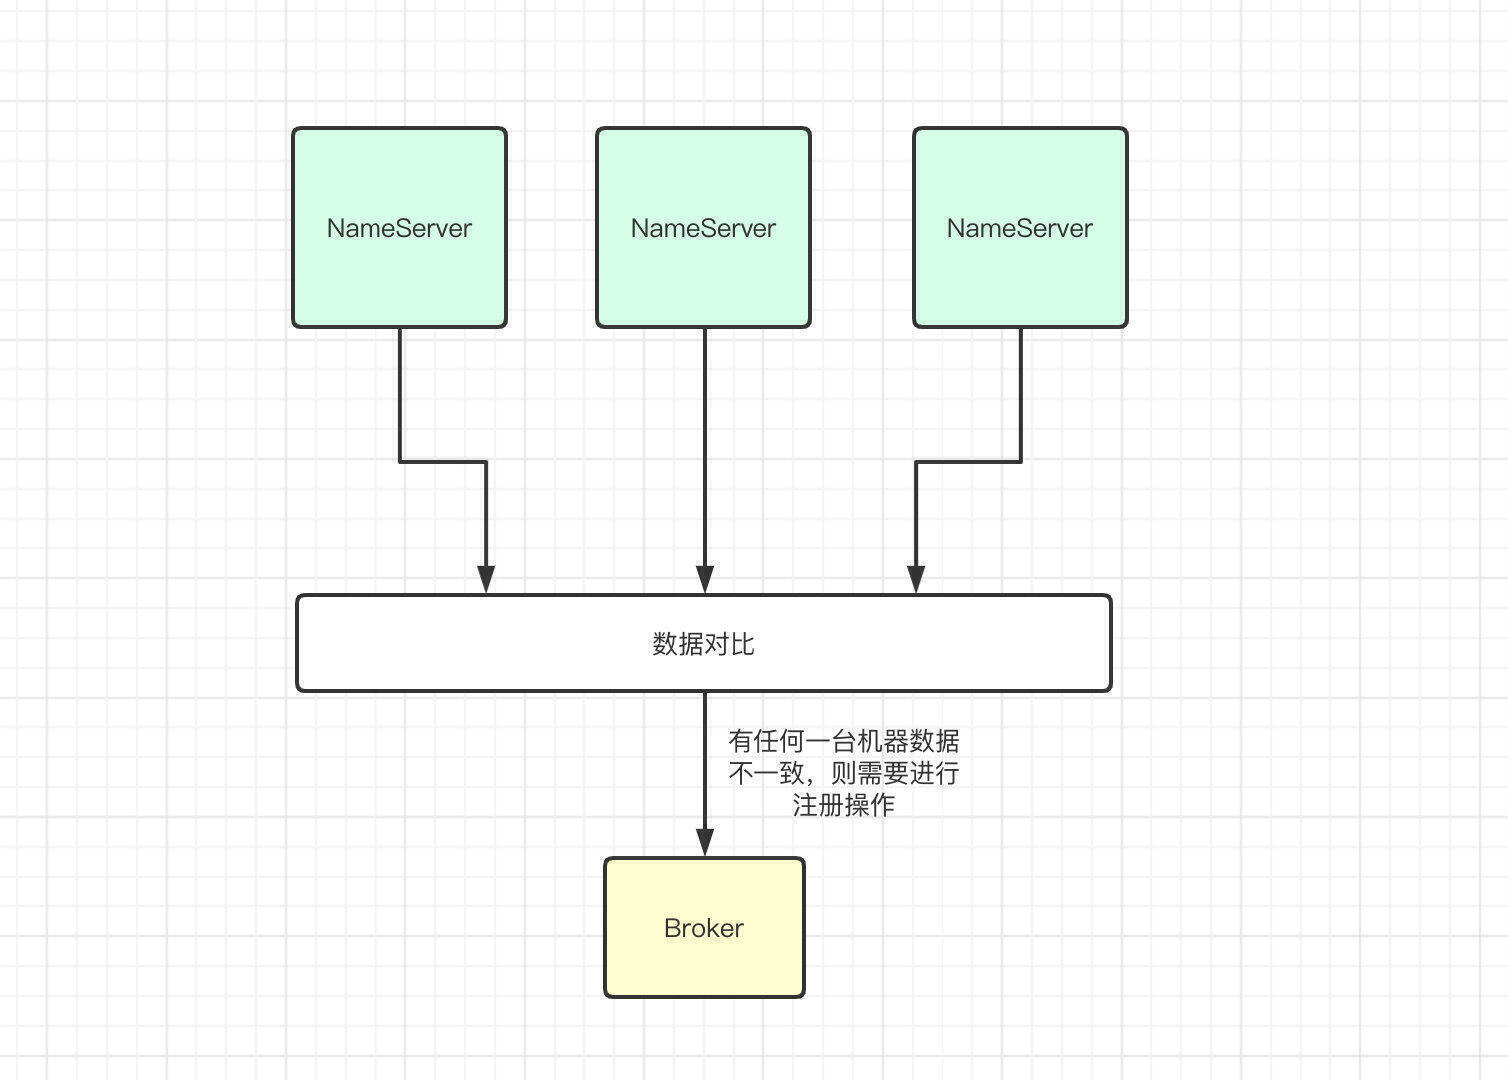 NameServer
NameServer
NameServer
数据对比
有任何一台机器数据
不一致，则需要进行
注册操作
Broker